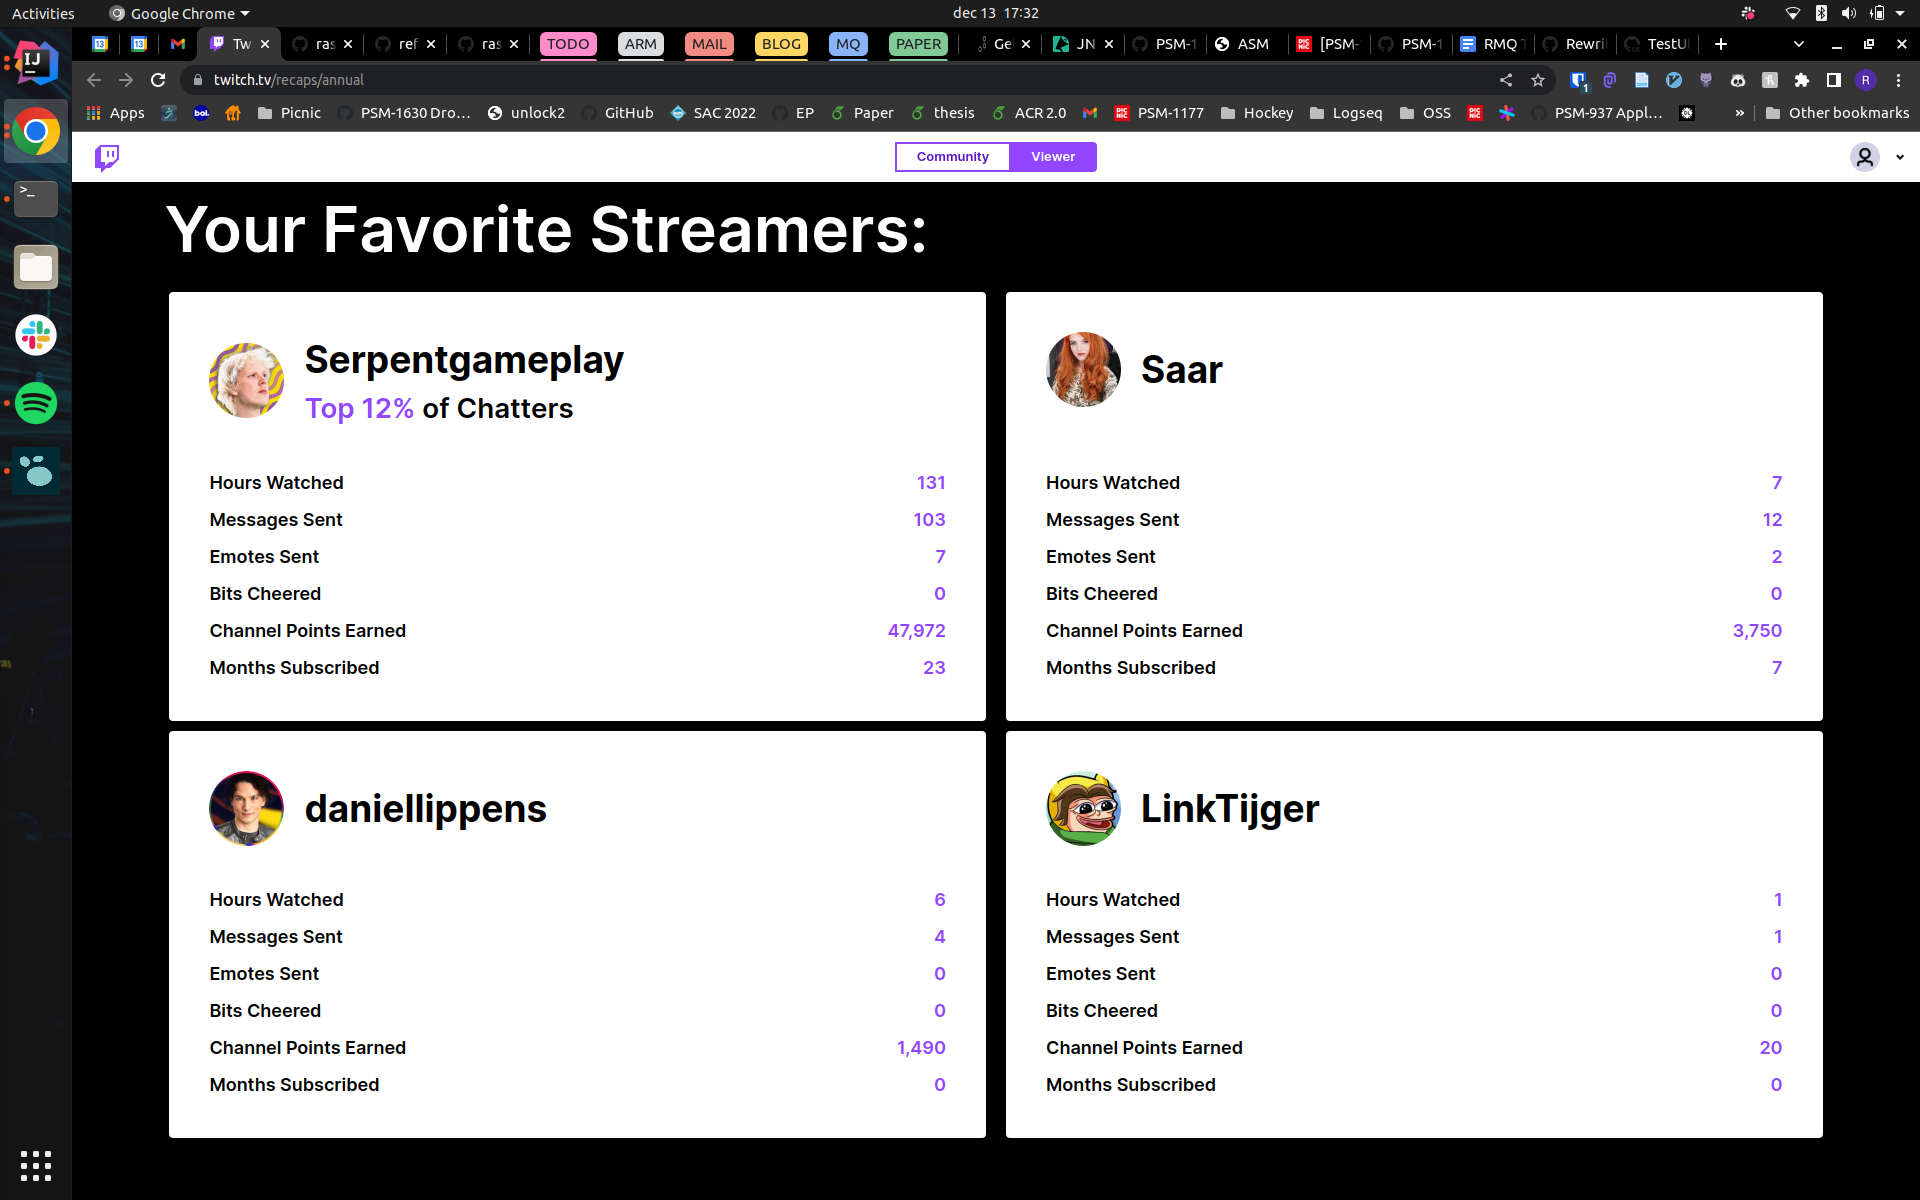 Activities Google Chrome dec 13 17:32
Tw ras ref ras TODO ARM MAIL BLOG MQ PAPER Ge JN PSM-1 ASM [PSM- PSM-1 RMQ Rewri TestU
twitch.tv/recaps/annual
Apps bol. Picnic PSM-1630 Dro... unlock2 GitHub SAC 2022 EP Paper thesis ACR 2.0 PSM-1177 Hockey Logseq OSS PSM-937 Appl... » Other bookmarks
Community Viewer
Your Favorite Streamers:
Serpentgameplay
Top 12% of Chatters
Hours Watched 131
Messages Sent 103
Emotes Sent 7
Bits Cheered 0
Channel Points Earned 47,972
Months Subscribed 23
Saar
Hours Watched 7
Messages Sent 12
Emotes Sent 2
Bits Cheered 0
Channel Points Earned 3,750
Months Subscribed 7
daniellippens
Hours Watched 6
Messages Sent 4
Emotes Sent 0
Bits Cheered 0
Channel Points Earned 1,490
Months Subscribed 0
LinkTijger
Hours Watched 1
Messages Sent 1
Emotes Sent 0
Bits Cheered 0
Channel Points Earned 20
Months Subscribed 0